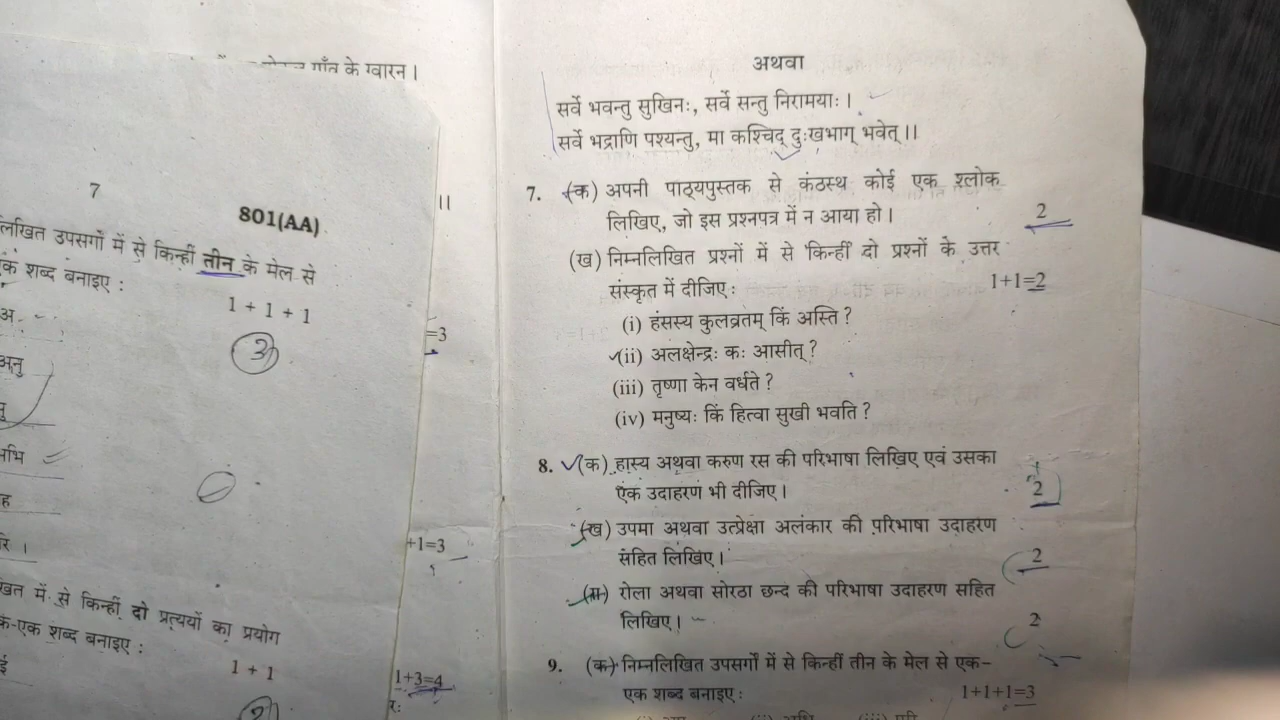 गाँव के ग्वारन।
7
801(AA)
लिखित उपसर्गों में से किन्हीं तीन के मेल से
एक शब्द बनाइए :
1 + 1 + 1
अ
3
अनु
नु
भि
ह
रि ।
में से किन्हीं दो प्रत्ययों का प्रयोग
क-एक शब्द बनाइए :
1 + 1
ई
2
।।
=3
+1=3
1+3=4
र:
अथवा
सर्वे भवन्तु सुखिनः, सर्वे सन्तु निरामयाः।
सर्वे भद्राणि पश्यन्तु, मा कश्चिद् दुःखभाग् भवेत्।।
7. (क) अपनी पाठ्यपुस्तक से कंठस्थ कोई एक श्लोक
लिखिए, जो इस प्रश्नपत्र में न आया हो। 2
(ख) निम्नलिखित प्रश्नों में से किन्हीं दो प्रश्नों के उत्तर
संस्कृत में दीजिए: 1+1=2
(i) हंसस्य कुलव्रतम् किं अस्ति ?
(ii) अलक्षेन्द्रः कः आसीत् ?
(iii) तृष्णा केन वर्धते ?
(iv) मनुष्यः किं हित्वा सुखी भवति ?
8. (क) हास्य अथवा करुण रस की परिभाषा लिखिए एवं उसका
एक उदाहरण भी दीजिए। 2
(ख) उपमा अथवा उत्प्रेक्षा अलंकार की परिभाषा उदाहरण
सहित लिखिए। 2
(ग) रोला अथवा सोरठा छन्द की परिभाषा उदाहरण सहित
लिखिए। 2
9. (क) निम्नलिखित उपसर्गों में से किन्हीं तीन के मेल से एक-
एक शब्द बनाइए: 1+1+1=3